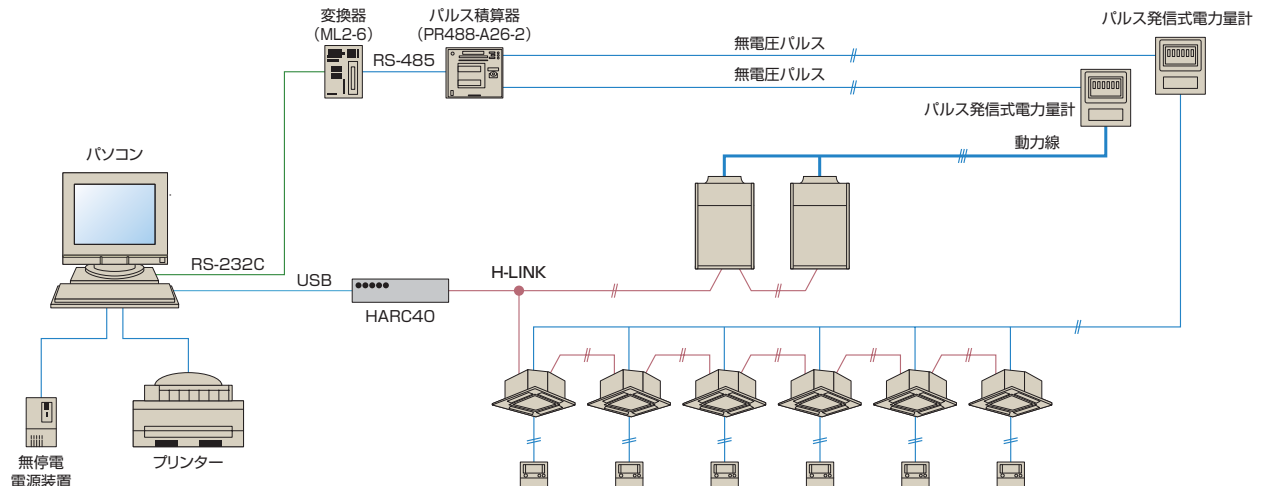 変換器
（ML2-6）
パルス積算器
（PR488-A26-2）
パルス発信式電力量計
無電圧パルス
RS-485
無電圧パルス
パルス発信式電力量計
動力線
パソコン
RS-232C
USB
H-LINK
HARC40
無停電
電源装置
プリンター